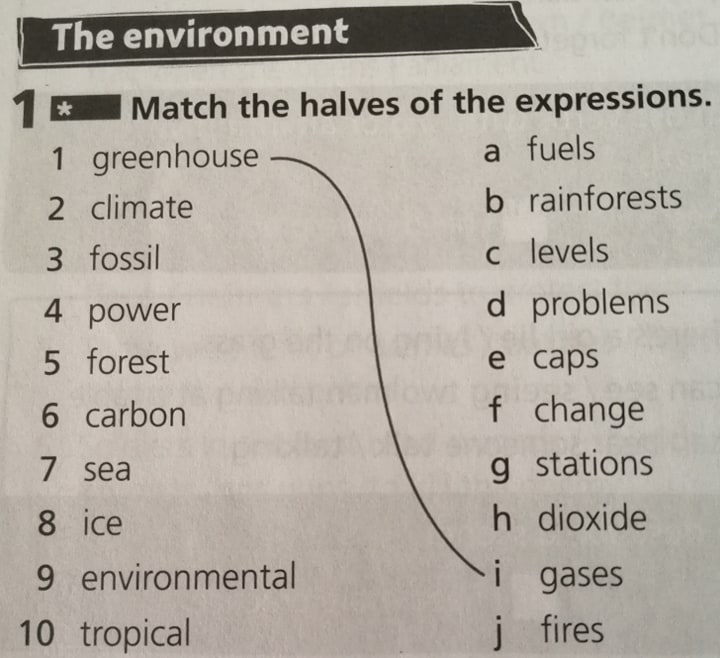 The environment
1 * Match the halves of the expressions.
1 greenhouse a fuels
2 climate b rainforests
3 fossil c levels
4 power d problems
5 forest e caps
6 carbon f change
7 sea g stations
8 ice h dioxide
9 environmental i gases
10 tropical j fires